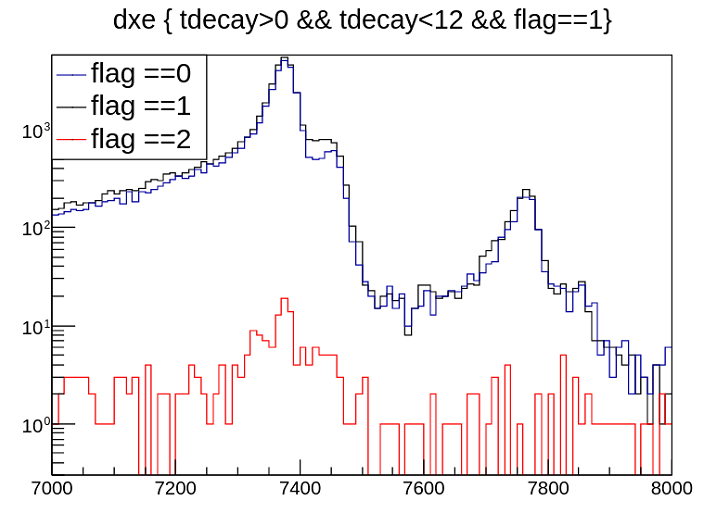 dxe { tdecay>0 && tdecay<12 && flag==1}
flag ==0
flag ==1
flag ==2
10³
10²
10¹
10⁰
7000 7200 7400 7600 7800 8000